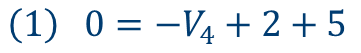 (1) 0 = −V₄ + 2 + 5